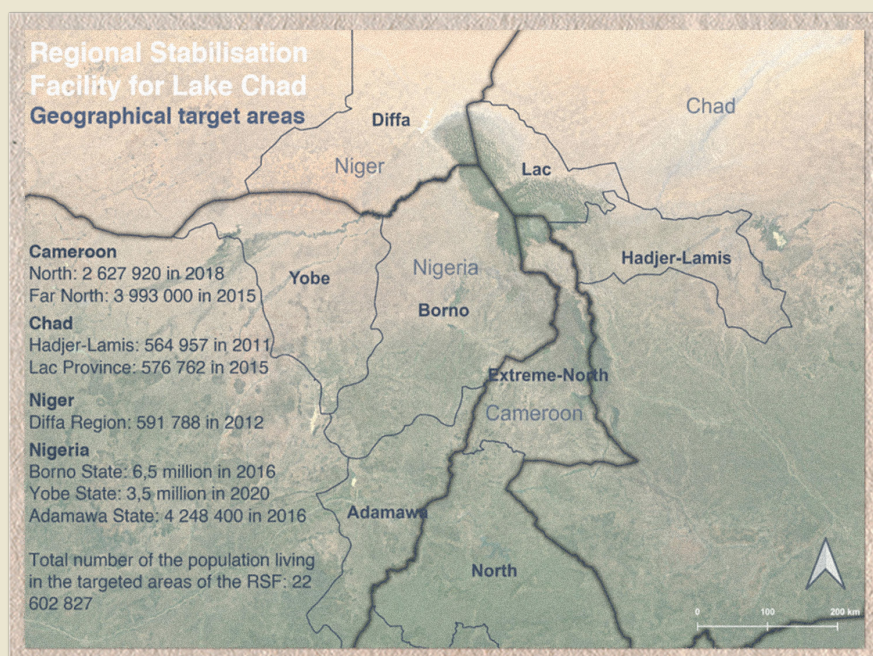 Regional Stabilisation
Facility for Lake Chad
Geographical target areas
Diffa
Chad
Niger
Lac
Cameroon
North: 2 627 920 in 2018
Far North: 3 993 000 in 2015
Yobe
Nigeria
Hadjer-Lamis
Borno
Chad
Hadjer-Lamis: 564 957 in 2011
Lac Province: 576 762 in 2015
Extreme-North
Cameroon
Niger
Diffa Region: 591 788 in 2012
Nigeria
Borno State: 6,5 million in 2016
Yobe State: 3,5 million in 2020
Adamawa State: 4 248 400 in 2016
Adamawa
Total number of the population living
in the targeted areas of the RSF: 22
602 827
North
0 100 200 km